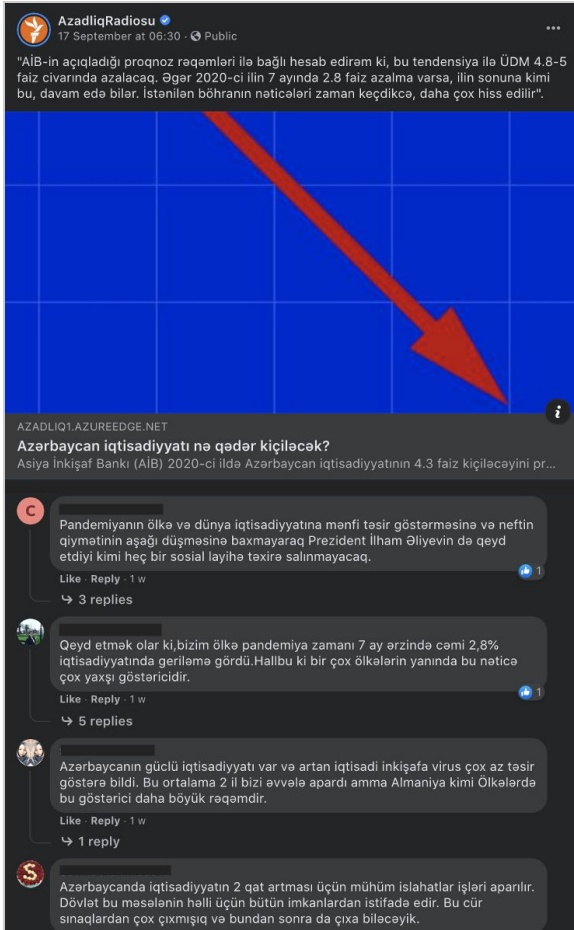 AzadliqRadiosu
17 September at 06:30 · Public
"AİB-in açıqladığı proqnoz rəqəmləri ilə bağlı hesab edirəm ki, bu tendensiya ilə ÜDM 4.8-5
faiz civarında azalacaq. Əgər 2020-ci ilin 7 ayında 2.8 faiz azalma varsa, ilin sonuna kimi
bu, davam edə bilər. İstənilən böhranın nəticələri zaman keçdikcə, daha çox hiss edilir".
i
AZADLIQ1.AZUREEDGE.NET
Azərbaycan iqtisadiyyatı nə qədər kiçiləcək?
Asiya İnkişaf Bankı (AİB) 2020-ci ildə Azərbaycan iqtisadiyyatının 4.3 faiz kiçiləcəyini pr...
C
Pandemiyanın ölkə və dünya iqtisadiyyatına mənfi təsir göstərməsinə və neftin
qiymətinin aşağı düşməsinə baxmayaraq Prezident İlham Əliyevin də qeyd
etdiyi kimi heç bir sosial layihə təxirə salınmayacaq.
Like · Reply · 1 w
1
3 replies
Qeyd etmək olar ki,bizim ölkə pandemiya zamanı 7 ay ərzində cəmi 2,8%
iqtisadiyyatında geriləmə gördü.Hallbu ki bir çox ölkələrin yanında bu nəticə
çox yaxşı göstəricidir.
Like · Reply · 1 w
1
5 replies
Azərbaycanın güclü iqtisadiyyatı var və artan iqtisadi inkişafa virus çox az təsir
göstərə bildi. Bu ortalama 2 il bizi əvvələ apardı amma Almaniya kimi Ölkələrdə
bu göstərici daha böyük rəqəmdir.
Like · Reply · 1 w
1 reply
S
Azərbaycanda iqtisadiyyatın 2 qat artması üçün mühüm islahatlar işləri aparılır.
Dövlət bu məsələnin həlli üçün bütün imkanlardan istifadə edir. Bu cür
sınaqlardan çox çıxmışıq və bundan sonra da çıxa biləcəyik.